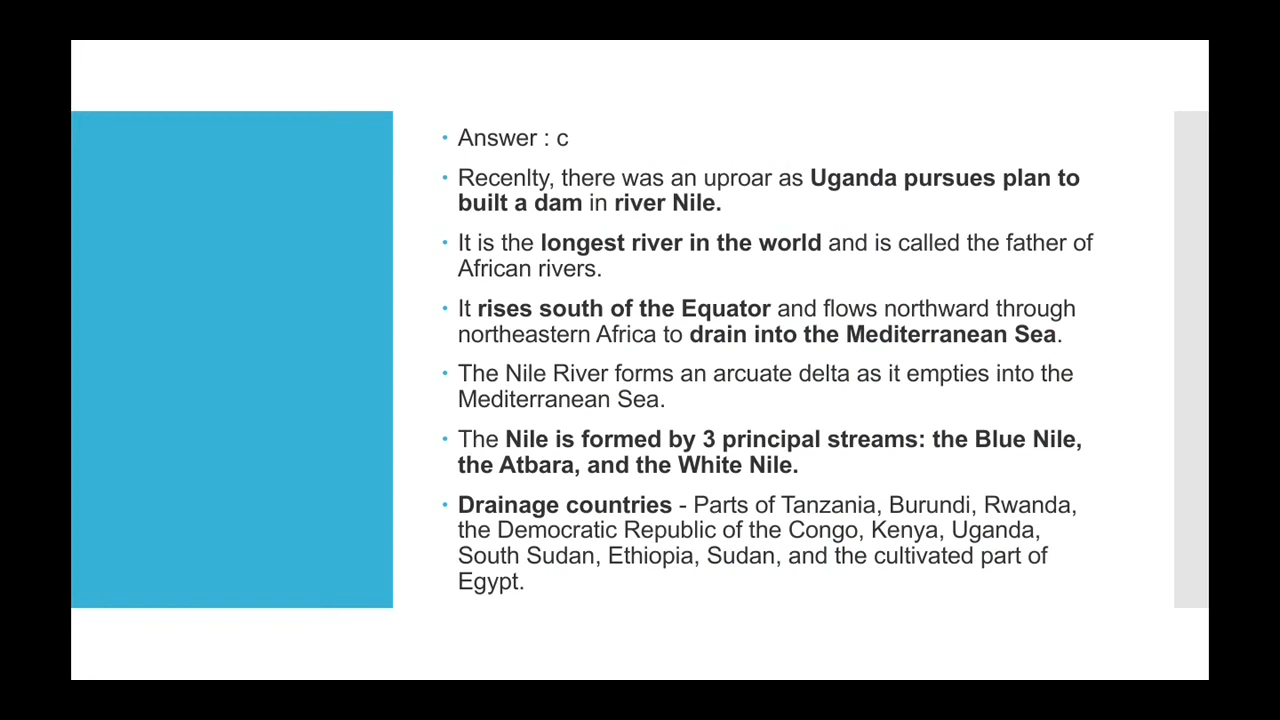 • Answer : c
• Recenlty, there was an uproar as Uganda pursues plan to
built a dam in river Nile.
• It is the longest river in the world and is called the father of
African rivers.
• It rises south of the Equator and flows northward through
northeastern Africa to drain into the Mediterranean Sea.
• The Nile River forms an arcuate delta as it empties into the
Mediterranean Sea.
• The Nile is formed by 3 principal streams: the Blue Nile,
the Atbara, and the White Nile.
• Drainage countries - Parts of Tanzania, Burundi, Rwanda,
the Democratic Republic of the Congo, Kenya, Uganda,
South Sudan, Ethiopia, Sudan, and the cultivated part of
Egypt.